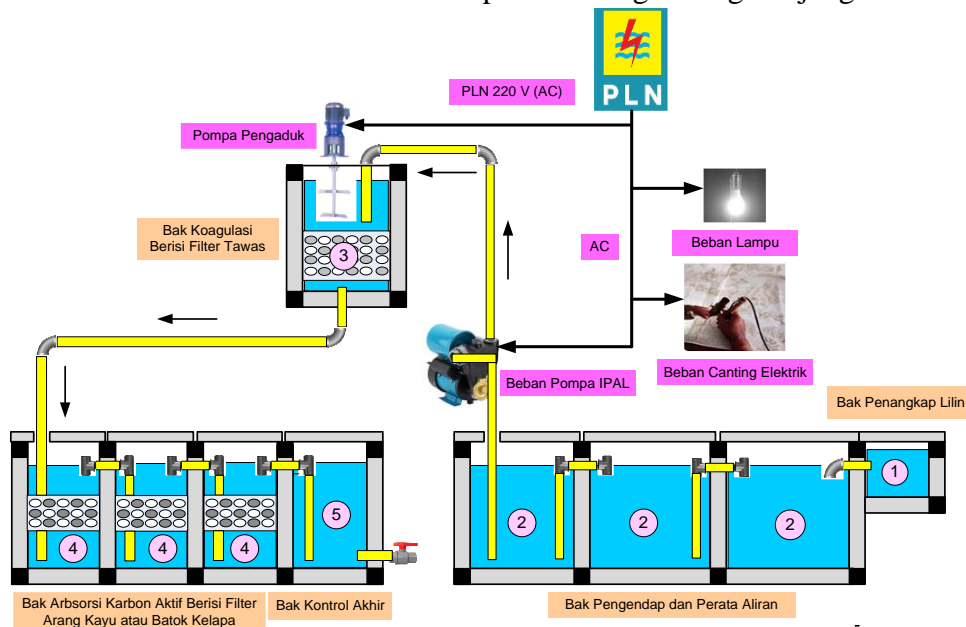 PLN
PLN 220 V (AC)
Pompa Pengaduk
Bak Koagulasi
Berisi Filter Tawas
3
AC
Beban Lampu
Beban Canting Elektrik
Beban Pompa IPAL
Bak Penangkap Lilin
1
2
2
2
4
4
4
5
Bak Arbsorsi Karbon Aktif Berisi Filter
Arang Kayu atau Batok Kelapa
Bak Kontrol Akhir
Bak Pengendap dan Perata Aliran